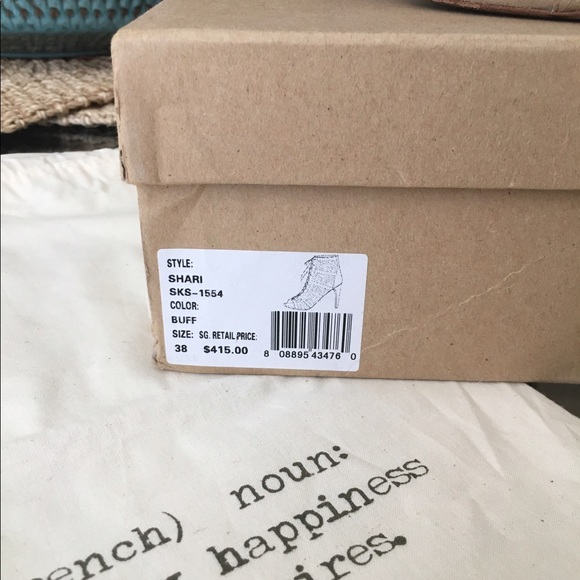 STYLE:
SHARI
SKS-1554
COLOR:
BUFF
SIZE: SG. RETAIL PRICE:
38 $415.00
8 08895 43476 0
ench) noun:
happiness
ires.